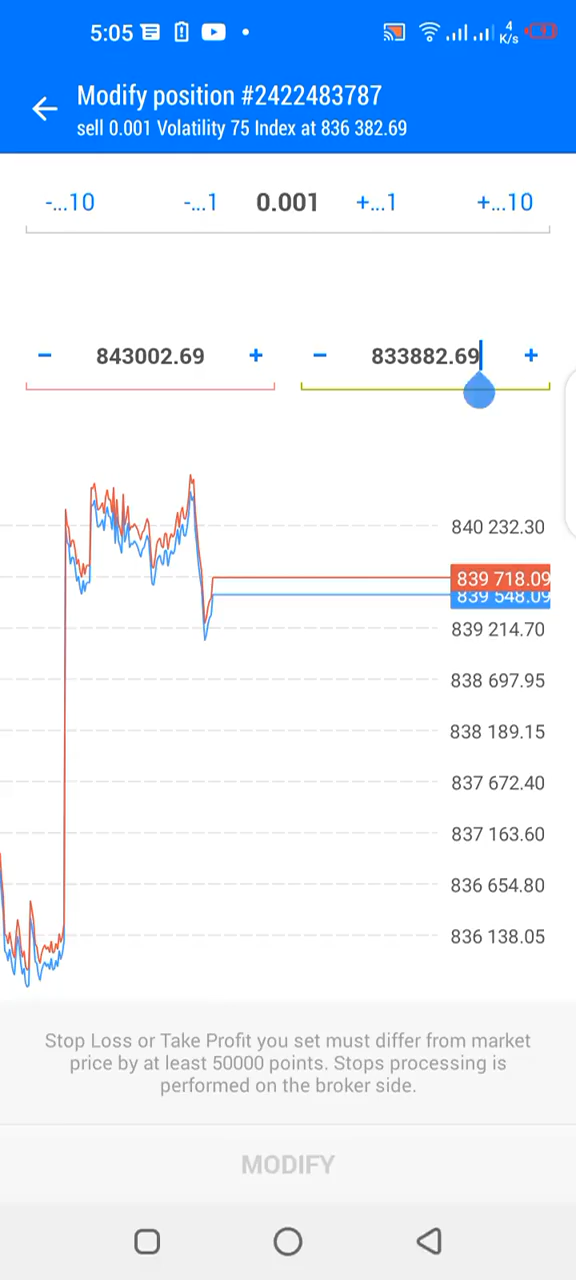 5:05
4 K/s
Modify position #2422483787
sell 0.001 Volatility 75 Index at 836 382.69
-...10 -...1 0.001 +...1 +...10
− 843002.69 + − 833882.69 +
840 232.30
839 718.09
839 548.09
839 214.70
838 697.95
838 189.15
837 672.40
837 163.60
836 654.80
836 138.05
Stop Loss or Take Profit you set must differ from market
price by at least 50000 points. Stops processing is
performed on the broker side.
MODIFY